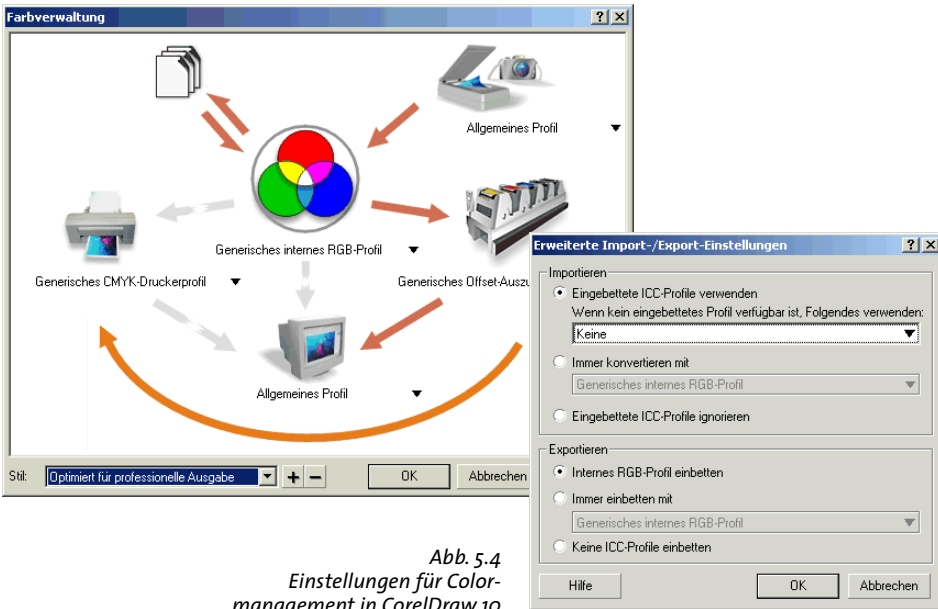 Farbverwaltung
Allgemeines Profil
Generisches internes RGB-Profil
Generisches CMYK-Druckerprofil
Generisches Offset-Auszu
Allgemeines Profil
Stil:
Optimiert für professionelle Ausgabe
OK
Abbrechen
Erweiterte Import-/Export-Einstellungen
Importieren
Eingebettete ICC-Profile verwenden
Wenn kein eingebettetes Profil verfügbar ist, Folgendes verwenden:
Keine
Immer konvertieren mit
Generisches internes RGB-Profil
Eingebettete ICC-Profile ignorieren
Exportieren
Internes RGB-Profil einbetten
Immer einbetten mit
Generisches internes RGB-Profil
Keine ICC-Profile einbetten
Hilfe
OK
Abbrechen
Abb. 5.4
Einstellungen für Color-
management in CorelDraw 10